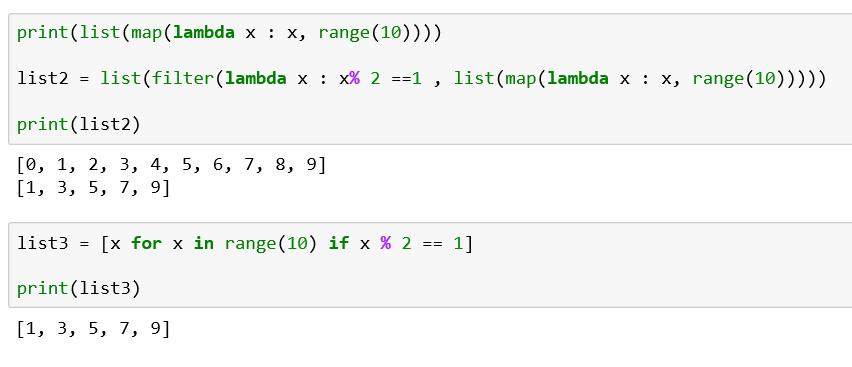 print(list(map(lambda x : x, range(10))))
list2 = list(filter(lambda x : x% 2 ==1 , list(map(lambda x : x, range(10)))))
print(list2)
[0, 1, 2, 3, 4, 5, 6, 7, 8, 9]
[1, 3, 5, 7, 9]
list3 = [x for x in range(10) if x % 2 == 1]
print(list3)
[1, 3, 5, 7, 9]